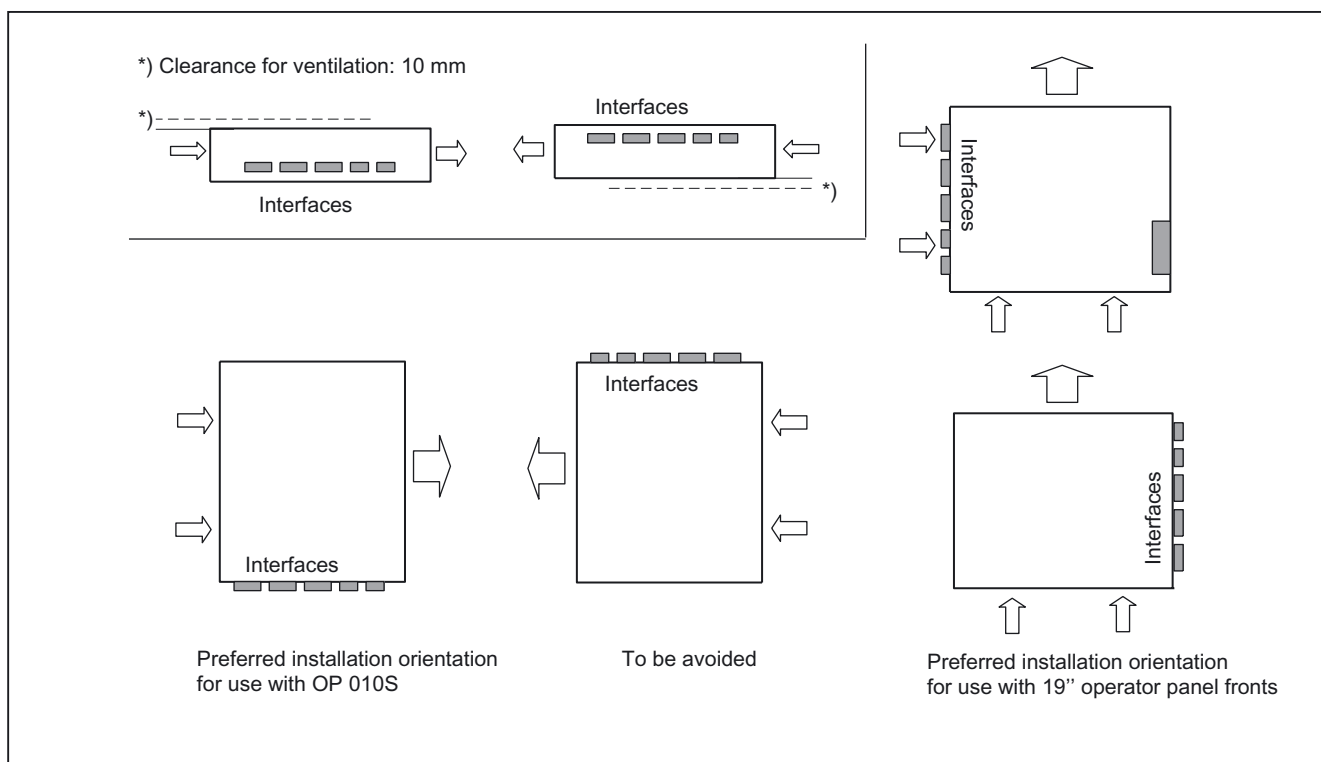 *) Clearance for ventilation: 10 mm
*)
Interfaces
Interfaces
*)
Interfaces
Interfaces
Interfaces
Interfaces
Preferred installation orientation
for use with OP 010S
To be avoided
Preferred installation orientation
for use with 19’’ operator panel fronts